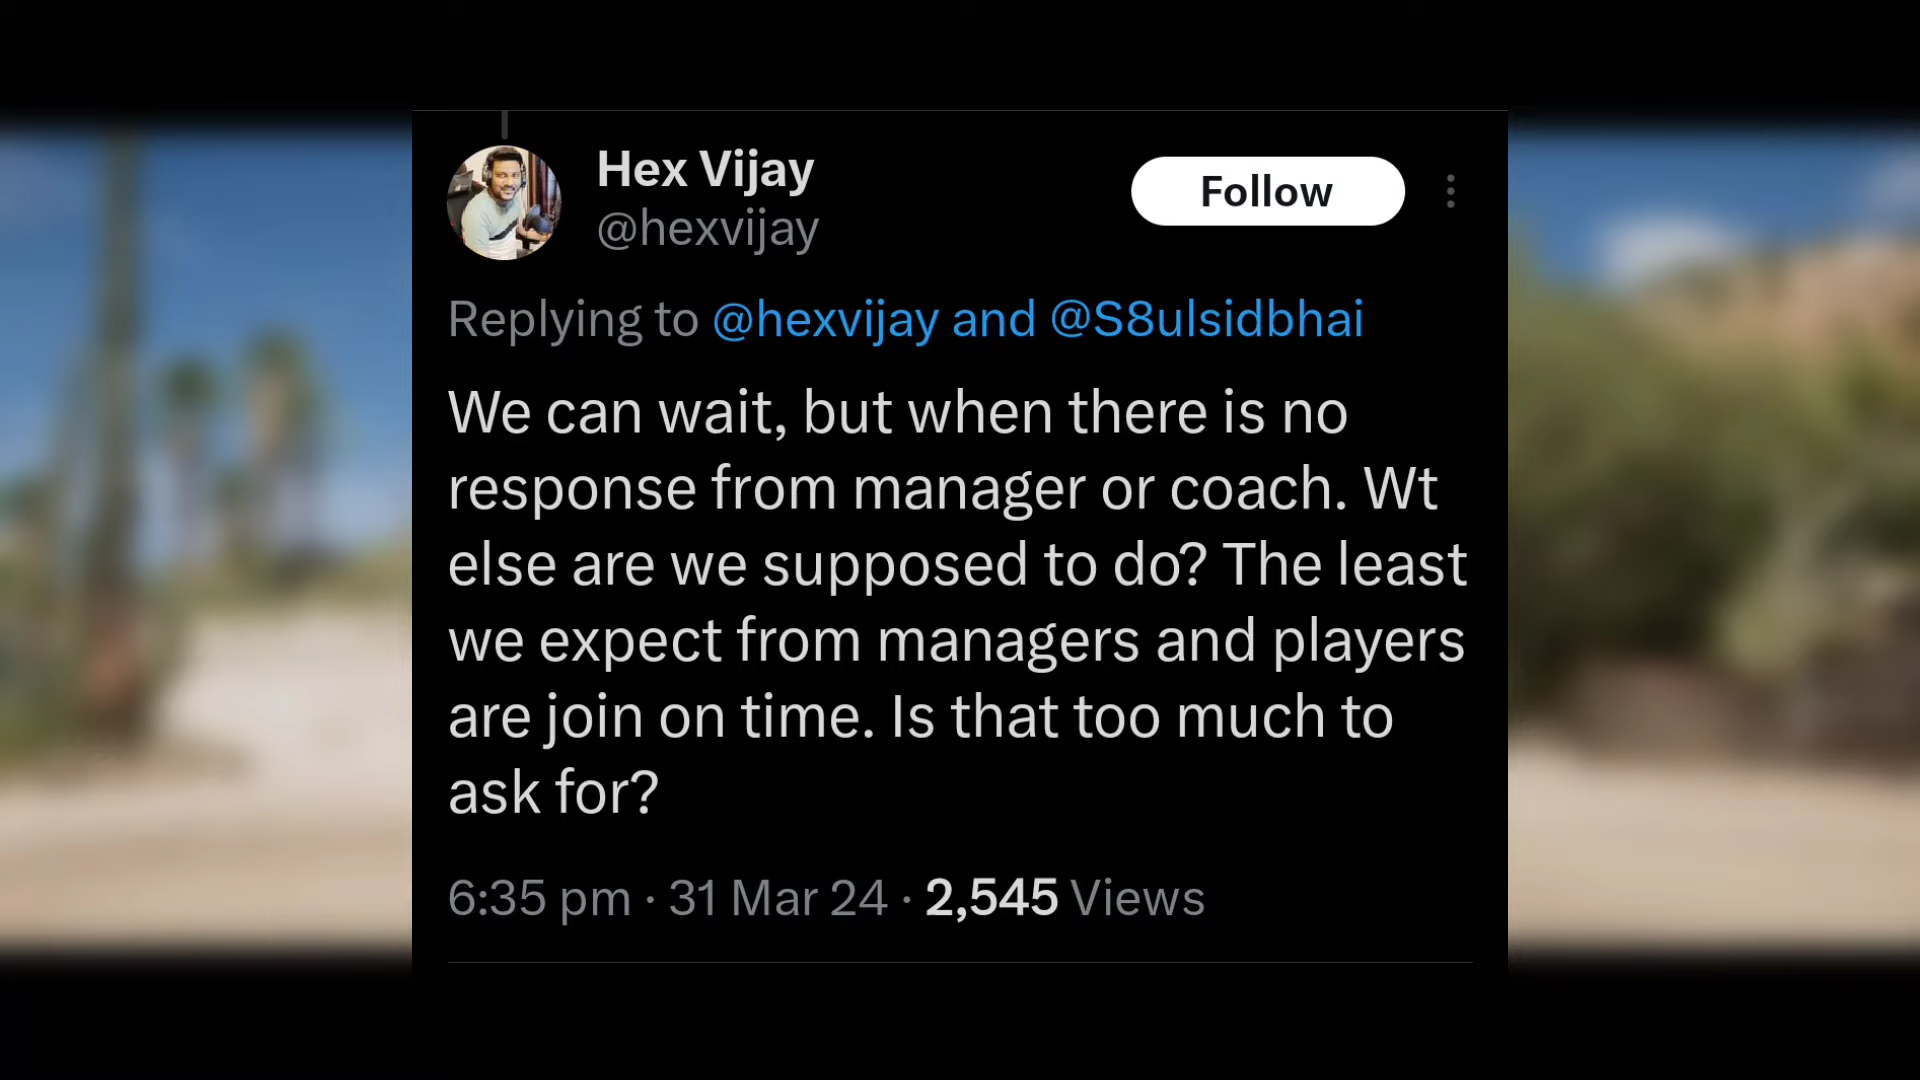 Hex Vijay
@hexvijay
Follow
Replying to @hexvijay and @S8ulsidbhai
We can wait, but when there is no
response from manager or coach. Wt
else are we supposed to do? The least
we expect from managers and players
are join on time. Is that too much to
ask for?
6:35 pm · 31 Mar 24 · 2,545 Views